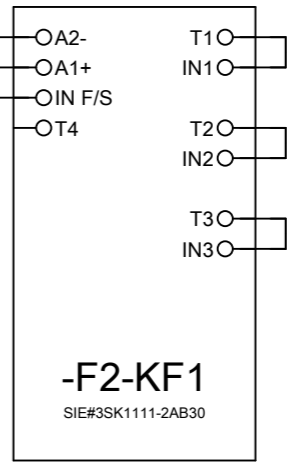 A2-
A1+
IN F/S
T4
T1
IN1
T2
IN2
T3
IN3
-F2-KF1
SIE#3SK1111-2AB30